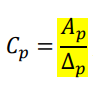 C_p = A_p / Δ_p